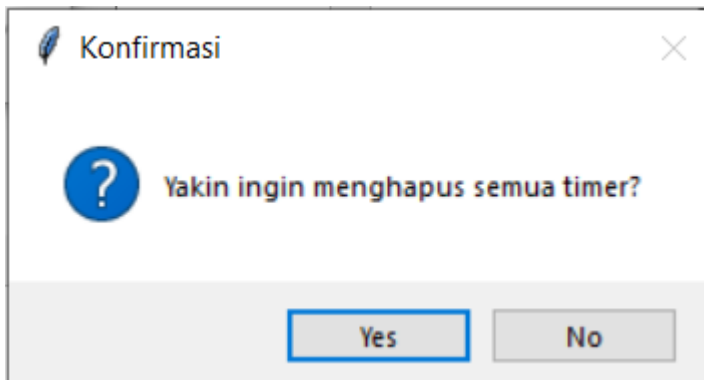 Konfirmasi
Yakin ingin menghapus semua timer?
Yes No